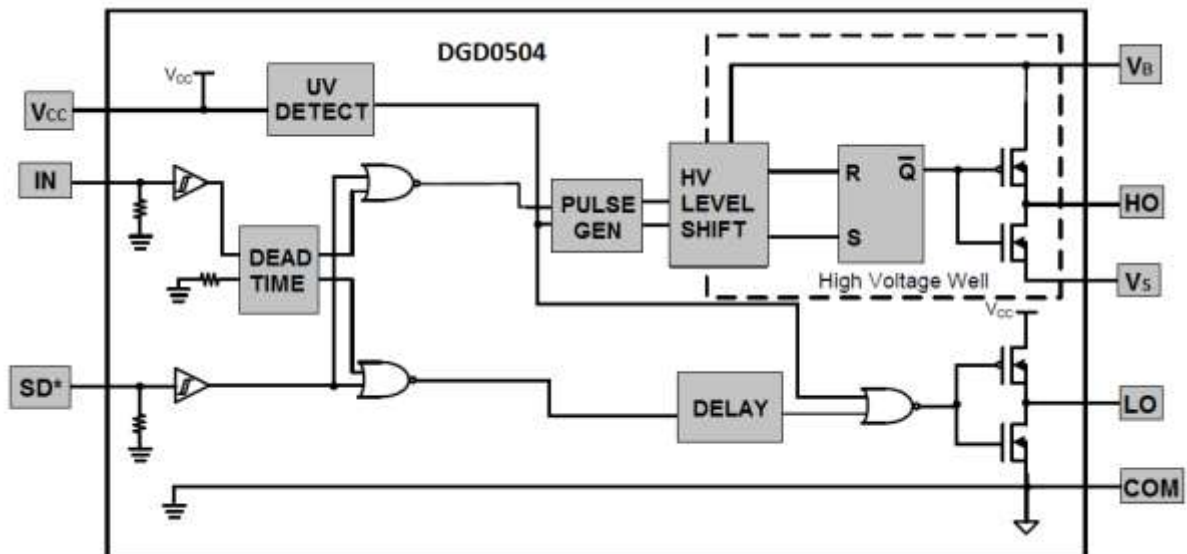 DGD0504
VCC
VCC
UV
DETECT
VB
IN
HV
LEVEL
SHIFT
R
Q̅
S
PULSE
GEN
HO
DEAD
TIME
High Voltage Well
VS
VCC
SD*
DELAY
LO
COM